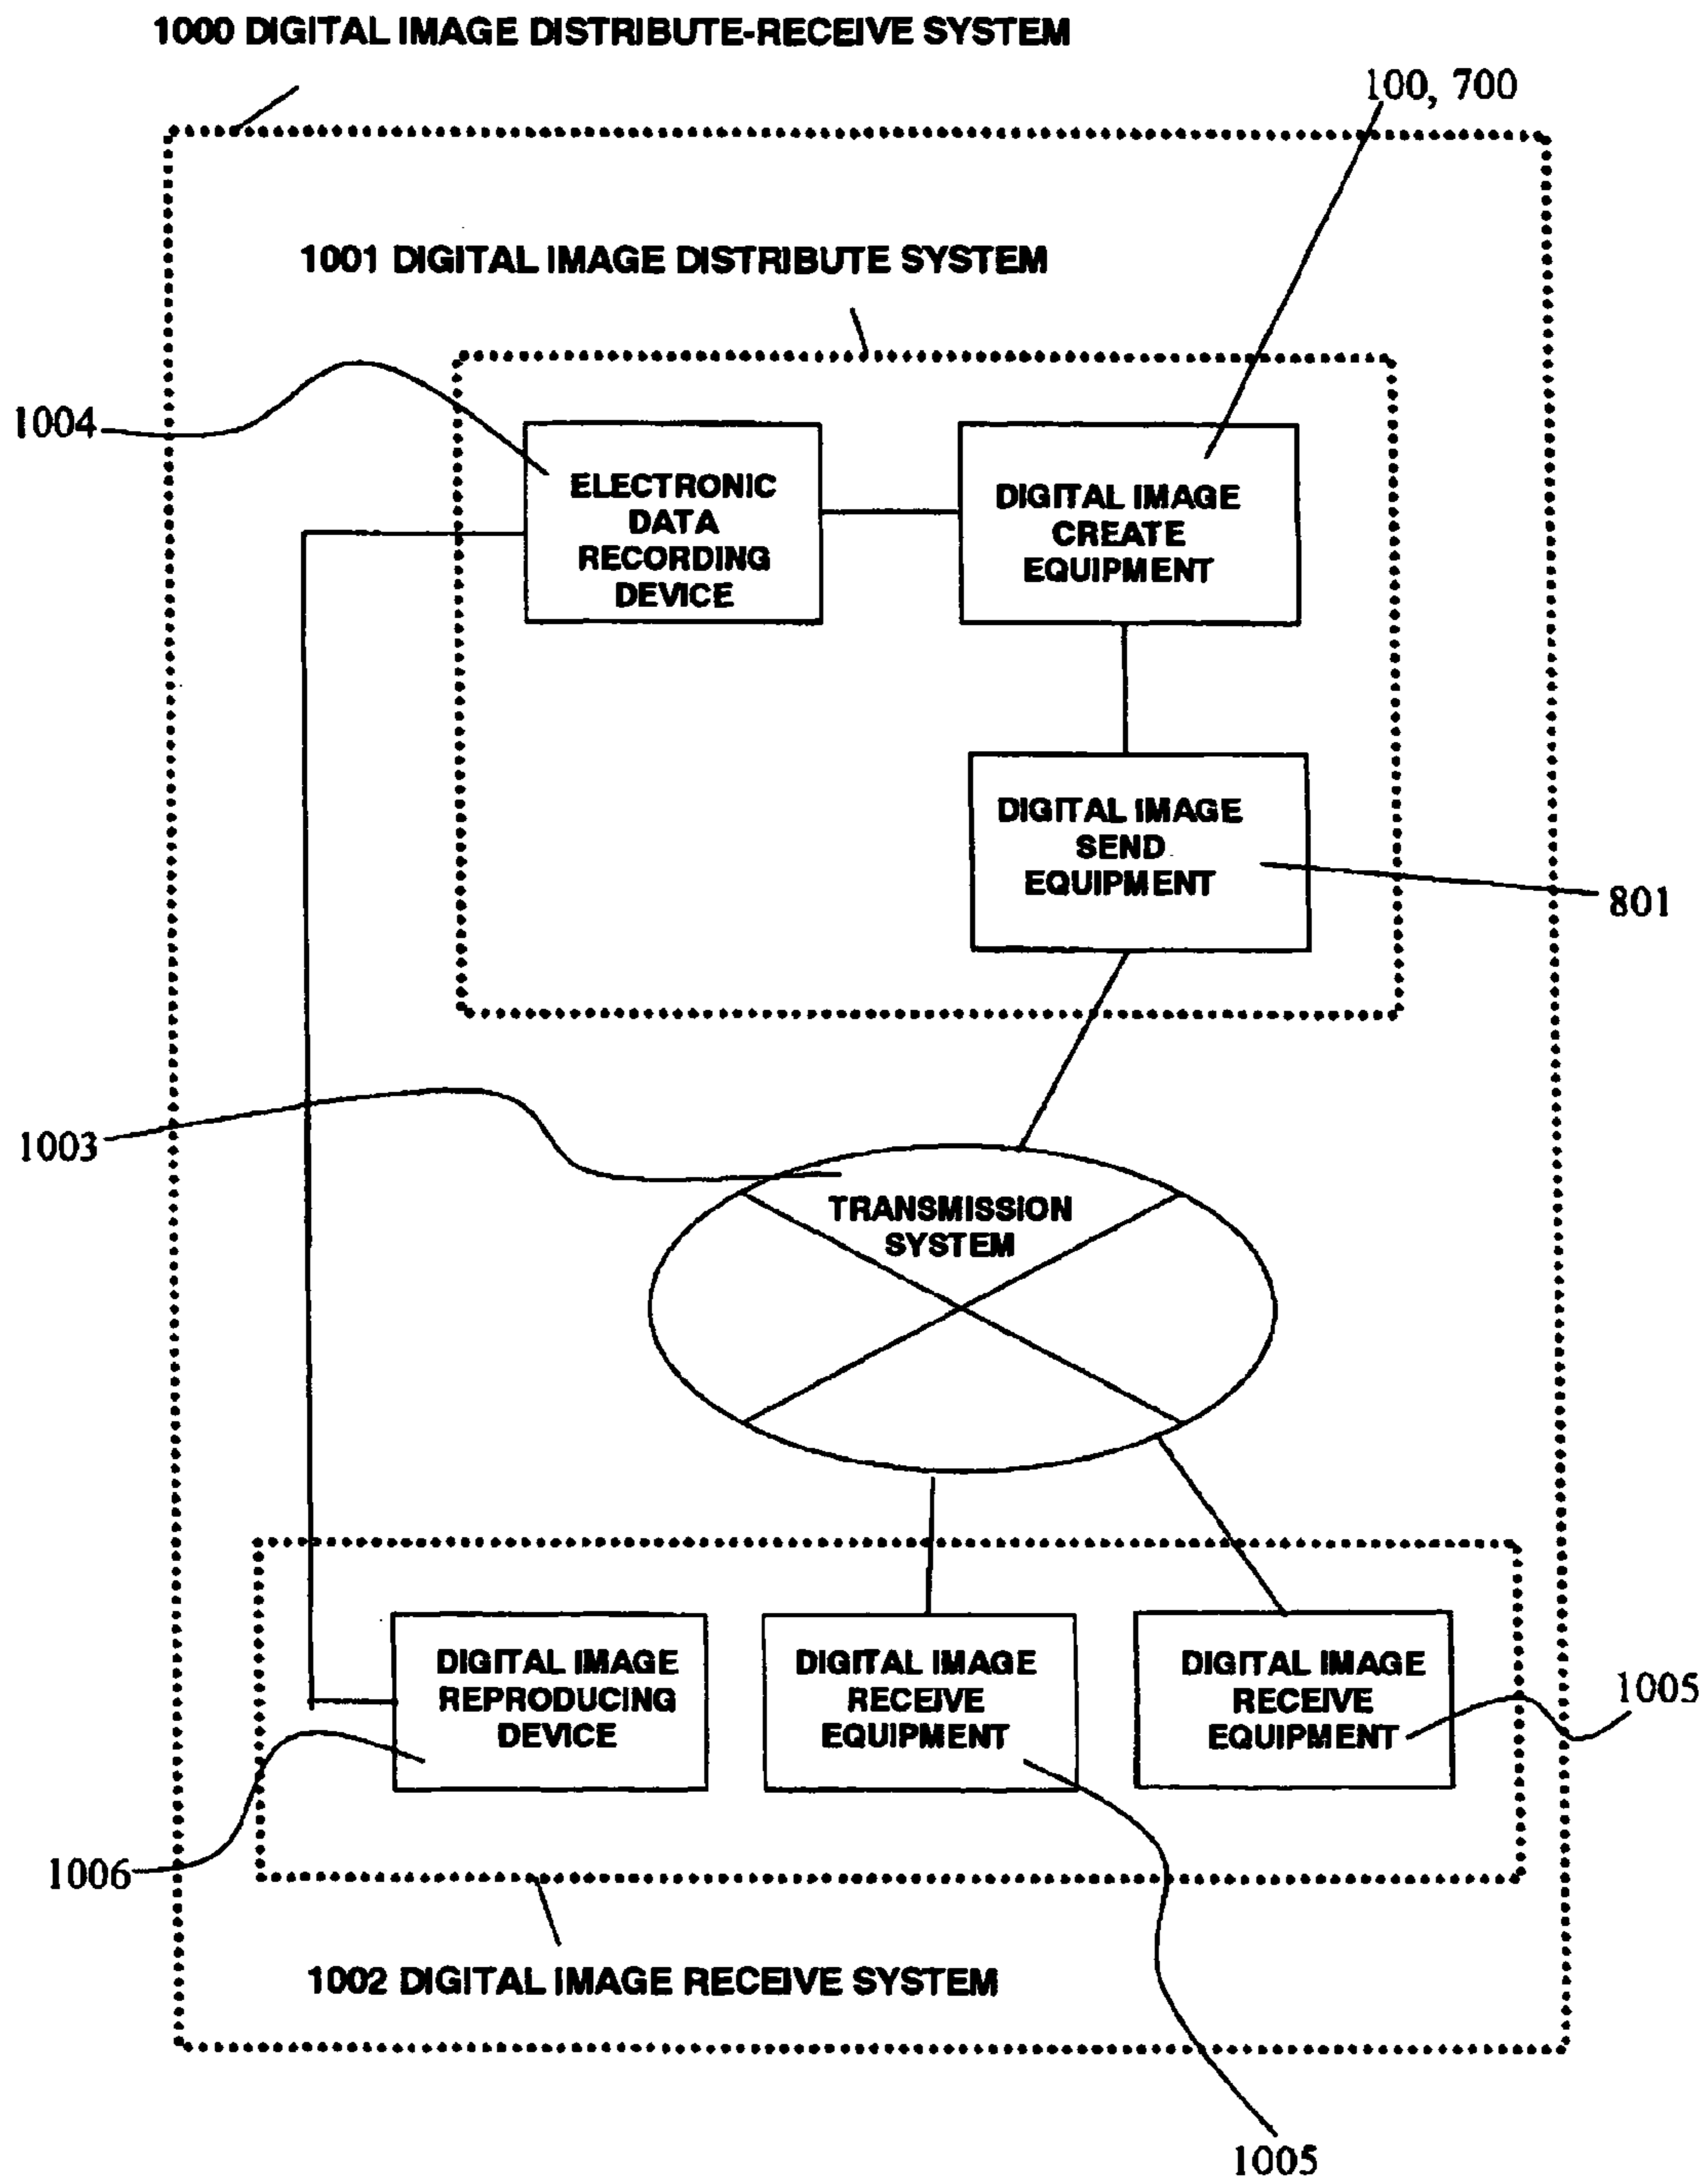 1000 DIGITAL IMAGE DISTRIBUTE-RECEIVE SYSTEM
100, 700
1001 DIGITAL IMAGE DISTRIBUTE SYSTEM
1004
ELECTRONIC
DATA
RECORDING
DEVICE
DIGITAL IMAGE
CREATE
EQUIPMENT
DIGITAL IMAGE
SEND
EQUIPMENT
801
1003
TRANSMISSION
SYSTEM
DIGITAL IMAGE
REPRODUCING
DEVICE
DIGITAL IMAGE
RECEIVE
EQUIPMENT
DIGITAL IMAGE
RECEIVE
EQUIPMENT
1005
1006
1002 DIGITAL IMAGE RECEIVE SYSTEM
1005